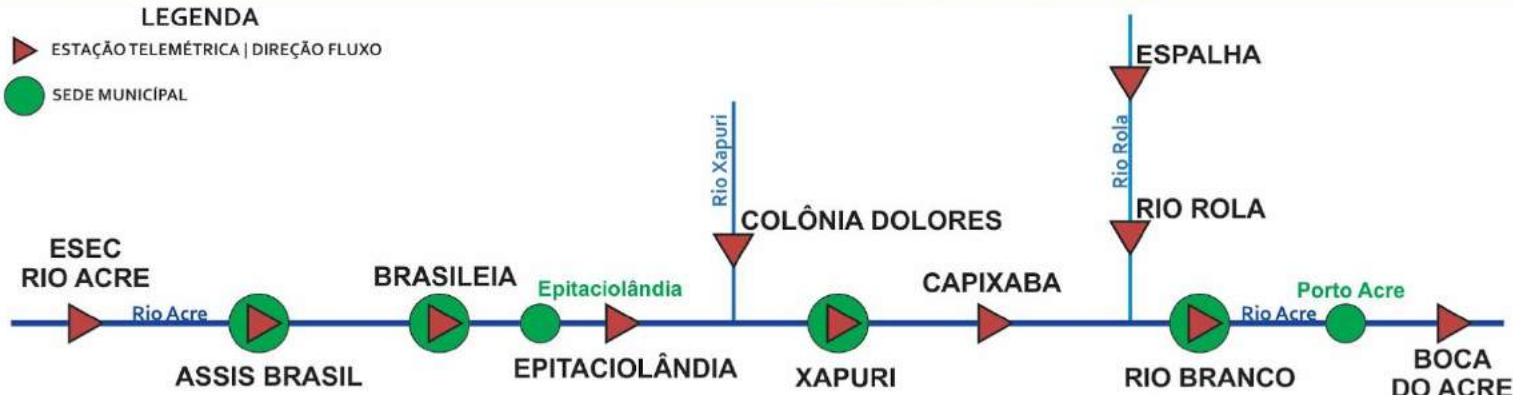 LEGENDA
ESTAÇÃO TELEMÉTRICA | DIREÇÃO FLUXO
SEDE MUNICÍPAL
ESPALHA
Rio Xapuri
Rio Rola
COLÔNIA DOLORES
RIO ROLA
ESEC
RIO ACRE
BRASILEIA
Epitaciolândia
CAPIXABA
Porto Acre
Rio Acre
Rio Acre
ASSIS BRASIL
EPITACIOLÂNDIA
XAPURI
RIO BRANCO
BOCA
DO ACRE